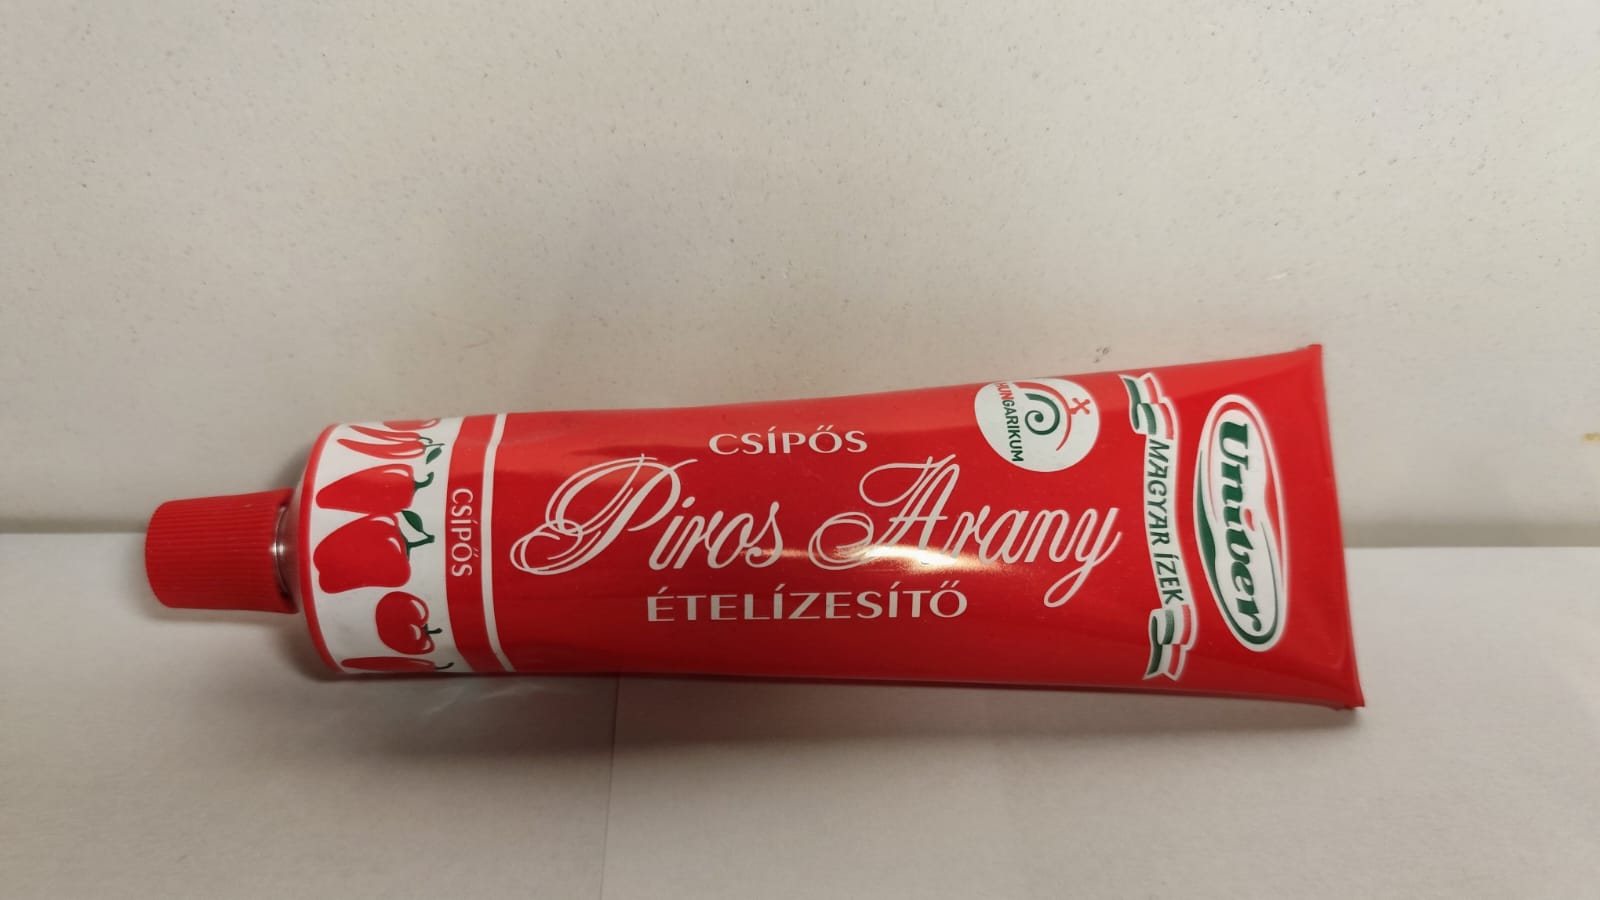 CSÍPŐS
CSÍPŐS
Piros Arany
ÉTELÍZESÍTŐ
HUNGARIKUM
MAGYAR ÍZEK
Univer